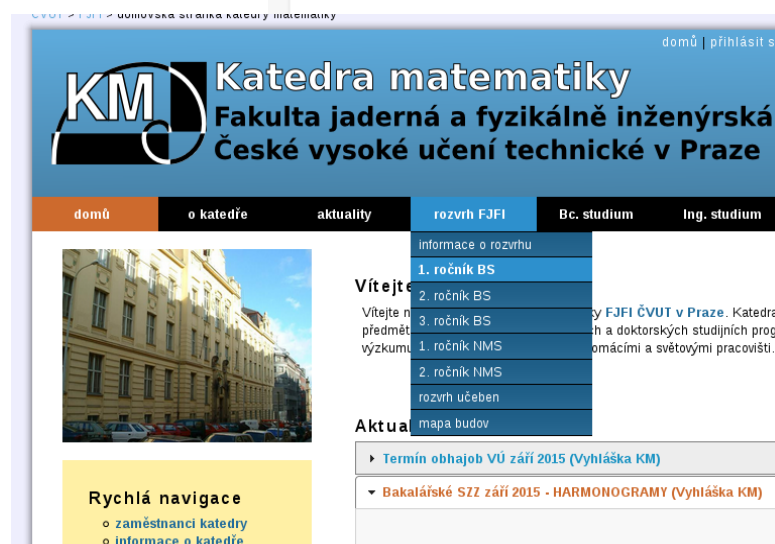 ČVUT > FJFI > domovská stránka katedry matematiky
domů | přihlásit s
KM
Katedra matematiky
Fakulta jaderná a fyzikálně inženýrská
České vysoké učení technické v Praze
domů o katedře aktuality rozvrh FJFI Bc. studium Ing. studium
informace o rozvrhu
1. ročník BS
2. ročník BS
3. ročník BS
1. ročník NMS
2. ročník NMS
rozvrh učeben
mapa budov
Vítejte
Vítejte n y FJFI ČVUT v Praze. Katedra
předmět h a doktorských studijních prog
výzkumu omácími a světovými pracovišti.
Aktual
Termín obhajob VÚ září 2015 (Vyhláška KM)
Bakalářské SZZ září 2015 - HARMONOGRAMY (Vyhláška KM)
Rychlá navigace
zaměstnanci katedry
informace o katedře